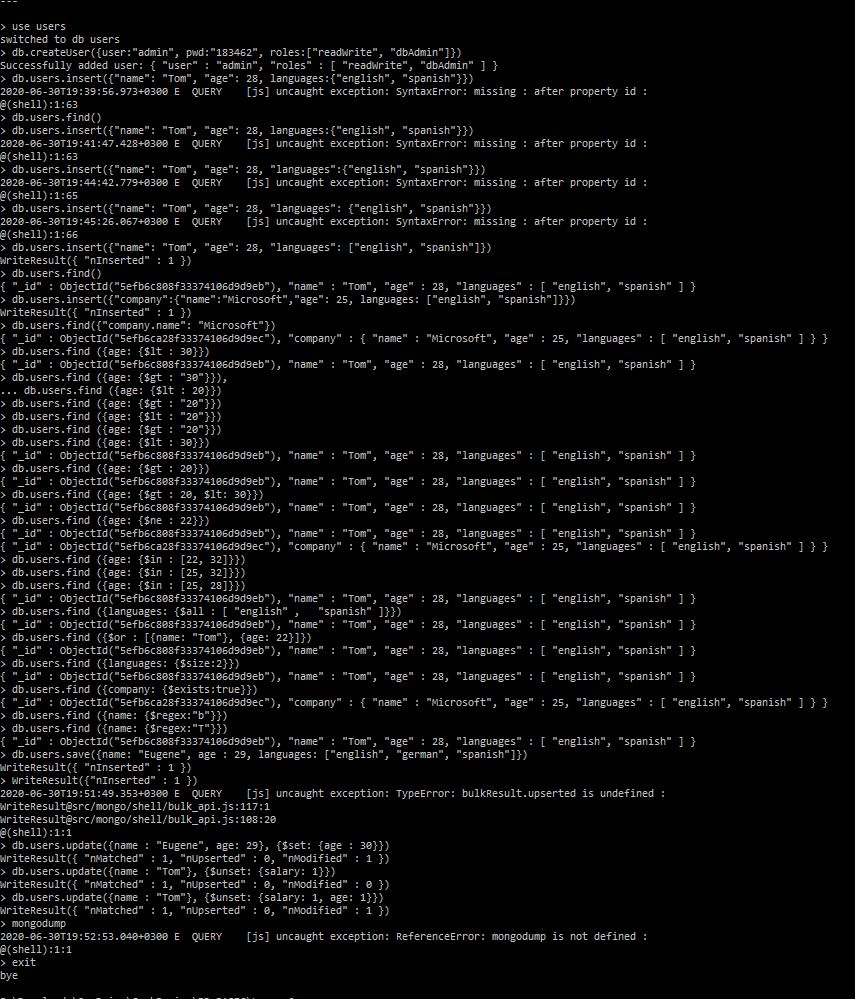 ---
> use users
switched to db users
> db.createUser({user:"admin", pwd:"183462", roles:["readWrite", "dbAdmin"]})
Successfully added user: { "user" : "admin", "roles" : [ "readWrite", "dbAdmin" ] }
> db.users.insert({"name": "Tom", "age": 28, languages:{"english", "spanish"}})
2020-06-30T19:39:56.973+0300 E  QUERY    [js] uncaught exception: SyntaxError: missing : after property id :
@(shell):1:63
> db.users.find()
> db.users.insert({"name": "Tom", "age": 28, languages:{"english", "spanish"}})
2020-06-30T19:41:47.428+0300 E  QUERY    [js] uncaught exception: SyntaxError: missing : after property id :
@(shell):1:63
> db.users.insert({"name": "Tom", "age": 28, "languages":{"english", "spanish"}})
2020-06-30T19:44:42.779+0300 E  QUERY    [js] uncaught exception: SyntaxError: missing : after property id :
@(shell):1:65
> db.users.insert({"name": "Tom", "age": 28, "languages": {"english", "spanish"}})
2020-06-30T19:45:26.067+0300 E  QUERY    [js] uncaught exception: SyntaxError: missing : after property id :
@(shell):1:66
> db.users.insert({"name": "Tom", "age": 28, "languages": ["english", "spanish"]})
WriteResult({ "nInserted" : 1 })
> db.users.find()
{ "_id" : ObjectId("5efb6c808f33374106d9d9eb"), "name" : "Tom", "age" : 28, "languages" : [ "english", "spanish" ] }
> db.users.insert({"company":{"name":"Microsoft","age": 25, languages: ["english", "spanish"]}})
WriteResult({ "nInserted" : 1 })
> db.users.find({"company.name": "Microsoft"})
{ "_id" : ObjectId("5efb6ca28f33374106d9d9ec"), "company" : { "name" : "Microsoft", "age" : 25, "languages" : [ "english", "spanish" ] } }
> db.users.find ({age: {$lt : 30}})
{ "_id" : ObjectId("5efb6c808f33374106d9d9eb"), "name" : "Tom", "age" : 28, "languages" : [ "english", "spanish" ] }
> db.users.find ({age: {$gt : "30"}}),
... db.users.find ({age: {$lt : 20}})
> db.users.find ({age: {$gt : "20"}})
> db.users.find ({age: {$lt : "20"}})
> db.users.find ({age: {$gt : "20"}})
> db.users.find ({age: {$lt : 30}})
{ "_id" : ObjectId("5efb6c808f33374106d9d9eb"), "name" : "Tom", "age" : 28, "languages" : [ "english", "spanish" ] }
> db.users.find ({age: {$gt : 20}})
{ "_id" : ObjectId("5efb6c808f33374106d9d9eb"), "name" : "Tom", "age" : 28, "languages" : [ "english", "spanish" ] }
> db.users.find ({age: {$gt : 20, $lt: 30}})
{ "_id" : ObjectId("5efb6c808f33374106d9d9eb"), "name" : "Tom", "age" : 28, "languages" : [ "english", "spanish" ] }
> db.users.find ({age: {$ne : 22}})
{ "_id" : ObjectId("5efb6c808f33374106d9d9eb"), "name" : "Tom", "age" : 28, "languages" : [ "english", "spanish" ] }
{ "_id" : ObjectId("5efb6ca28f33374106d9d9ec"), "company" : { "name" : "Microsoft", "age" : 25, "languages" : [ "english", "spanish" ] } }
> db.users.find ({age: {$in : [22, 32]}})
> db.users.find ({age: {$in : [25, 32]}})
> db.users.find ({age: {$in : [25, 28]}})
{ "_id" : ObjectId("5efb6c808f33374106d9d9eb"), "name" : "Tom", "age" : 28, "languages" : [ "english", "spanish" ] }
> db.users.find ({languages: {$all : [ "english" ,   "spanish" ]}})
{ "_id" : ObjectId("5efb6c808f33374106d9d9eb"), "name" : "Tom", "age" : 28, "languages" : [ "english", "spanish" ] }
> db.users.find ({$or : [{name: "Tom"}, {age: 22}]})
{ "_id" : ObjectId("5efb6c808f33374106d9d9eb"), "name" : "Tom", "age" : 28, "languages" : [ "english", "spanish" ] }
> db.users.find ({languages: {$size:2}})
{ "_id" : ObjectId("5efb6c808f33374106d9d9eb"), "name" : "Tom", "age" : 28, "languages" : [ "english", "spanish" ] }
> db.users.find ({company: {$exists:true}})
{ "_id" : ObjectId("5efb6ca28f33374106d9d9ec"), "company" : { "name" : "Microsoft", "age" : 25, "languages" : [ "english", "spanish" ] } }
> db.users.find ({name: {$regex:"b"}})
> db.users.find ({name: {$regex:"T"}})
{ "_id" : ObjectId("5efb6c808f33374106d9d9eb"), "name" : "Tom", "age" : 28, "languages" : [ "english", "spanish" ] }
> db.users.save({name: "Eugene", age : 29, languages: ["english", "german", "spanish"]})
WriteResult({ "nInserted" : 1 })
> WriteResult({"nInserted" : 1 })
2020-06-30T19:51:49.353+0300 E  QUERY    [js] uncaught exception: TypeError: bulkResult.upserted is undefined :
WriteResult@src/mongo/shell/bulk_api.js:117:1
WriteResult@src/mongo/shell/bulk_api.js:108:20
@(shell):1:1
> db.users.update({name : "Eugene", age: 29}, {$set: {age : 30}})
WriteResult({ "nMatched" : 1, "nUpserted" : 0, "nModified" : 1 })
> db.users.update({name : "Tom"}, {$unset: {salary: 1}})
WriteResult({ "nMatched" : 1, "nUpserted" : 0, "nModified" : 0 })
> db.users.update({name : "Tom"}, {$unset: {salary: 1, age: 1}})
WriteResult({ "nMatched" : 1, "nUpserted" : 0, "nModified" : 1 })
> mongodump
2020-06-30T19:52:53.040+0300 E  QUERY    [js] uncaught exception: ReferenceError: mongodump is not defined :
@(shell):1:1
> exit
bye